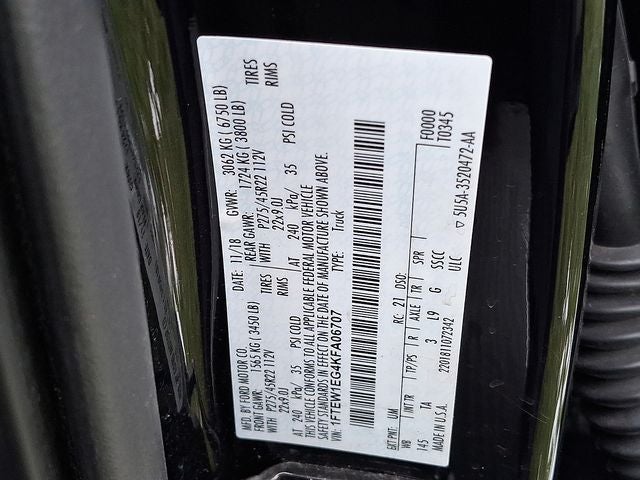 MFD. BY FORD MOTOR CO.
DATE: 11/18 GVWR: 3062 KG ( 6750 LB)
FRONT GAWR: 1565 KG ( 3450 LB) REAR GAWR: 1724 KG ( 3800 LB)
WITH P275/45R22 112V TIRES WITH P275/45R22 112V TIRES
22x9.0J RIMS 22x9.0J RIMS
AT 240 kPa/ 35 PSI COLD AT 240 kPa/ 35 PSI COLD
THIS VEHICLE CONFORMS TO ALL APPLICABLE FEDERAL MOTOR VEHICLE
SAFETY STANDARDS IN EFFECT ON THE DATE OF MANUFACTURE SHOWN ABOVE.
VIN: 1FTEW1EG4KFA06707 TYPE: Truck
F0000
T0345
EXT PNT: UM RC: 21 DSO:
WB INT TR TP/PS R AXLE TR SPR
145 TA 3 L9 G SSCC
MADE IN U.S.A. ULC
▽ 5U5A-3520472-AA